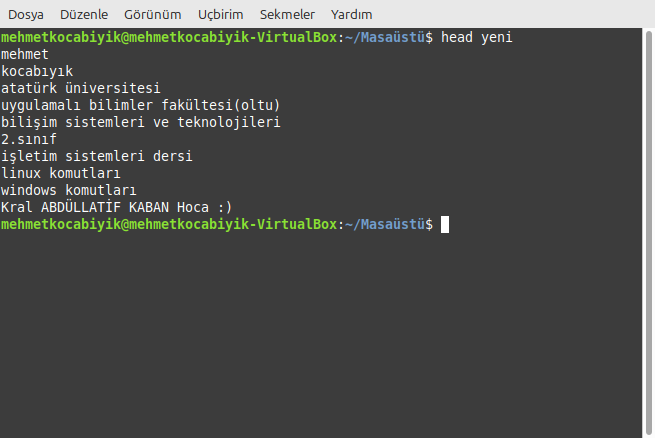 Dosya Düzenle Görünüm Uçbirim Sekmeler Yardım
mehmetkocabiyik@mehmetkocabiyik-VirtualBox:~/Masaüstü$ head yeni
mehmet
kocabıyık
atatürk üniversitesi
uygulamalı bilimler fakültesi(oltu)
bilişim sistemleri ve teknolojileri
2.sınıf
işletim sistemleri dersi
linux komutları
windows komutları
Kral ABDÜLLATİF KABAN Hoca :)
mehmetkocabiyik@mehmetkocabiyik-VirtualBox:~/Masaüstü$